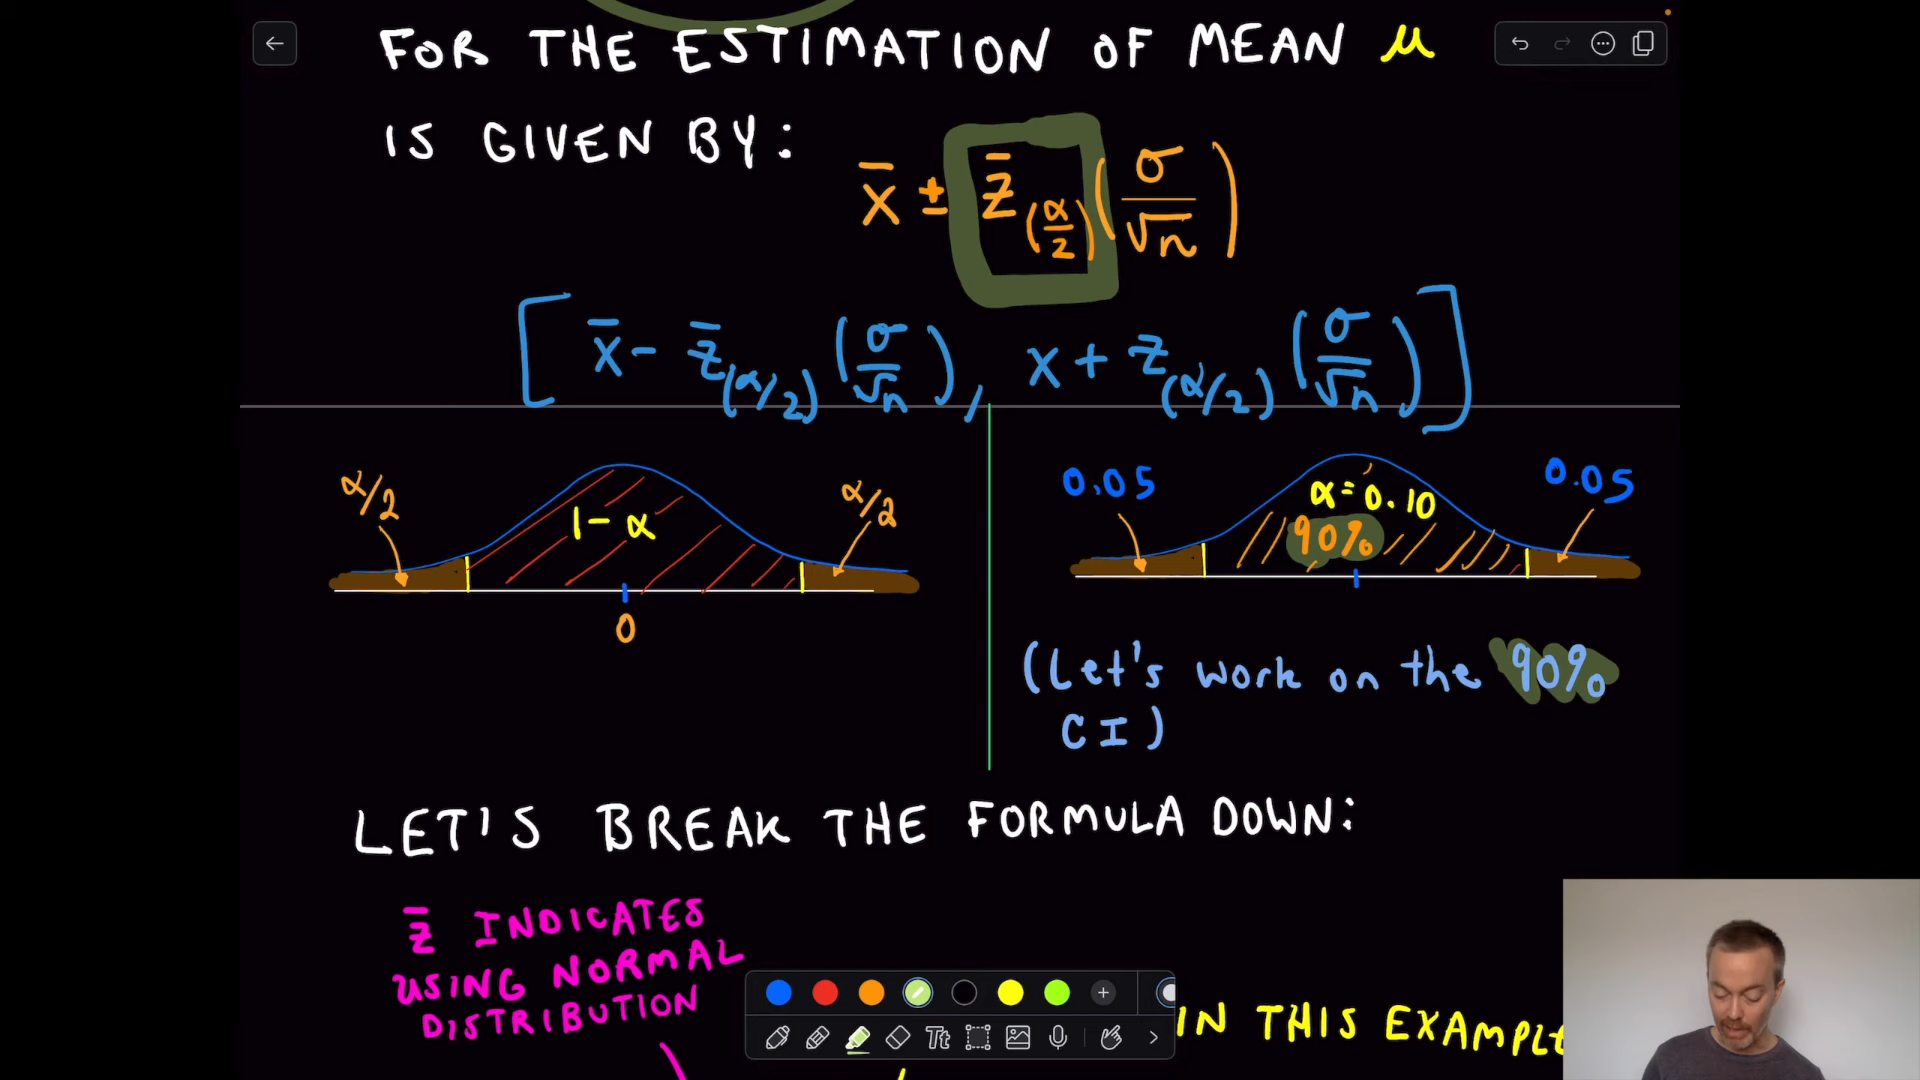 FOR THE ESTIMATION OF MEAN μ
IS GIVEN BY:
x̄ ± z̄(α/2) (σ/√n)
[ x̄ - z̄(α/2) (σ/√n), x + z(α/2) (σ/√n) ]
α/2
1 - α
α/2
0
0.05
α = 0.10
90%
0.05
(Let's work on the 90%
CI)
LET'S BREAK THE FORMULA DOWN:
z̄ INDICATES
USING NORMAL
DISTRIBUTION
IN THIS EXAMPLE
Tt